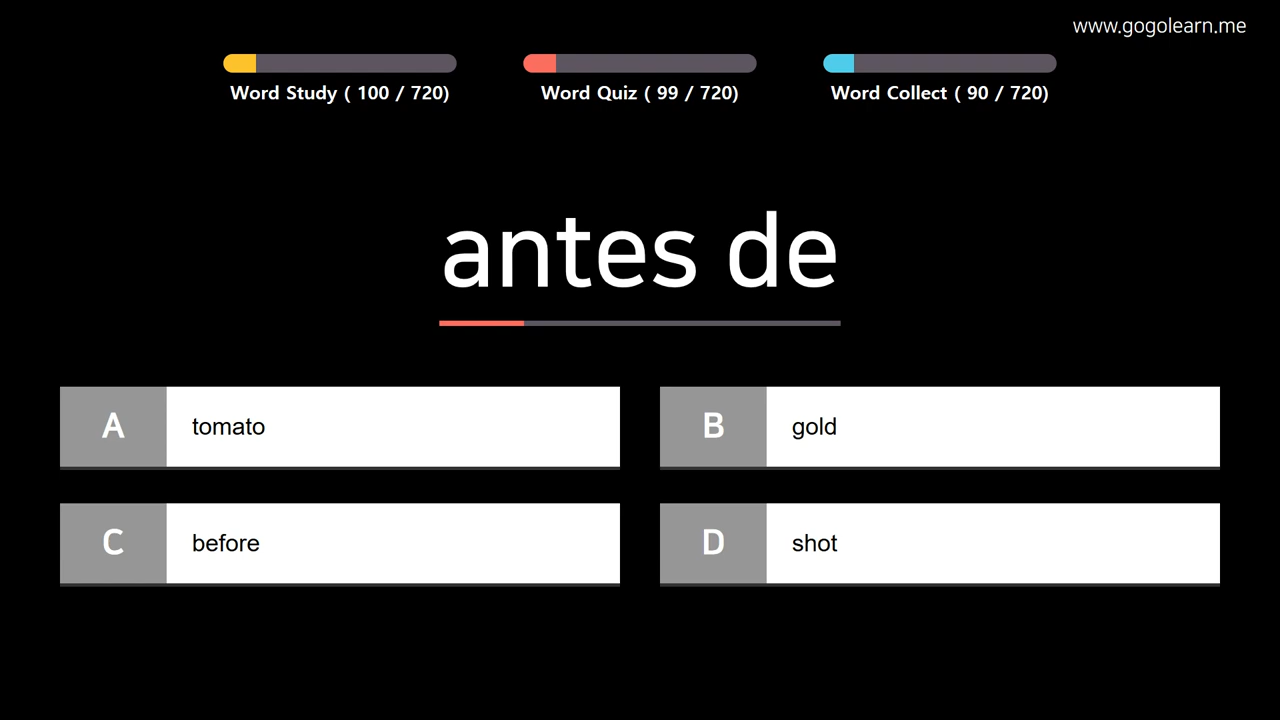 www.gogolearn.me
Word Study ( 100 / 720)
Word Quiz ( 99 / 720)
Word Collect ( 90 / 720)
antes de
A tomato
B gold
C before
D shot